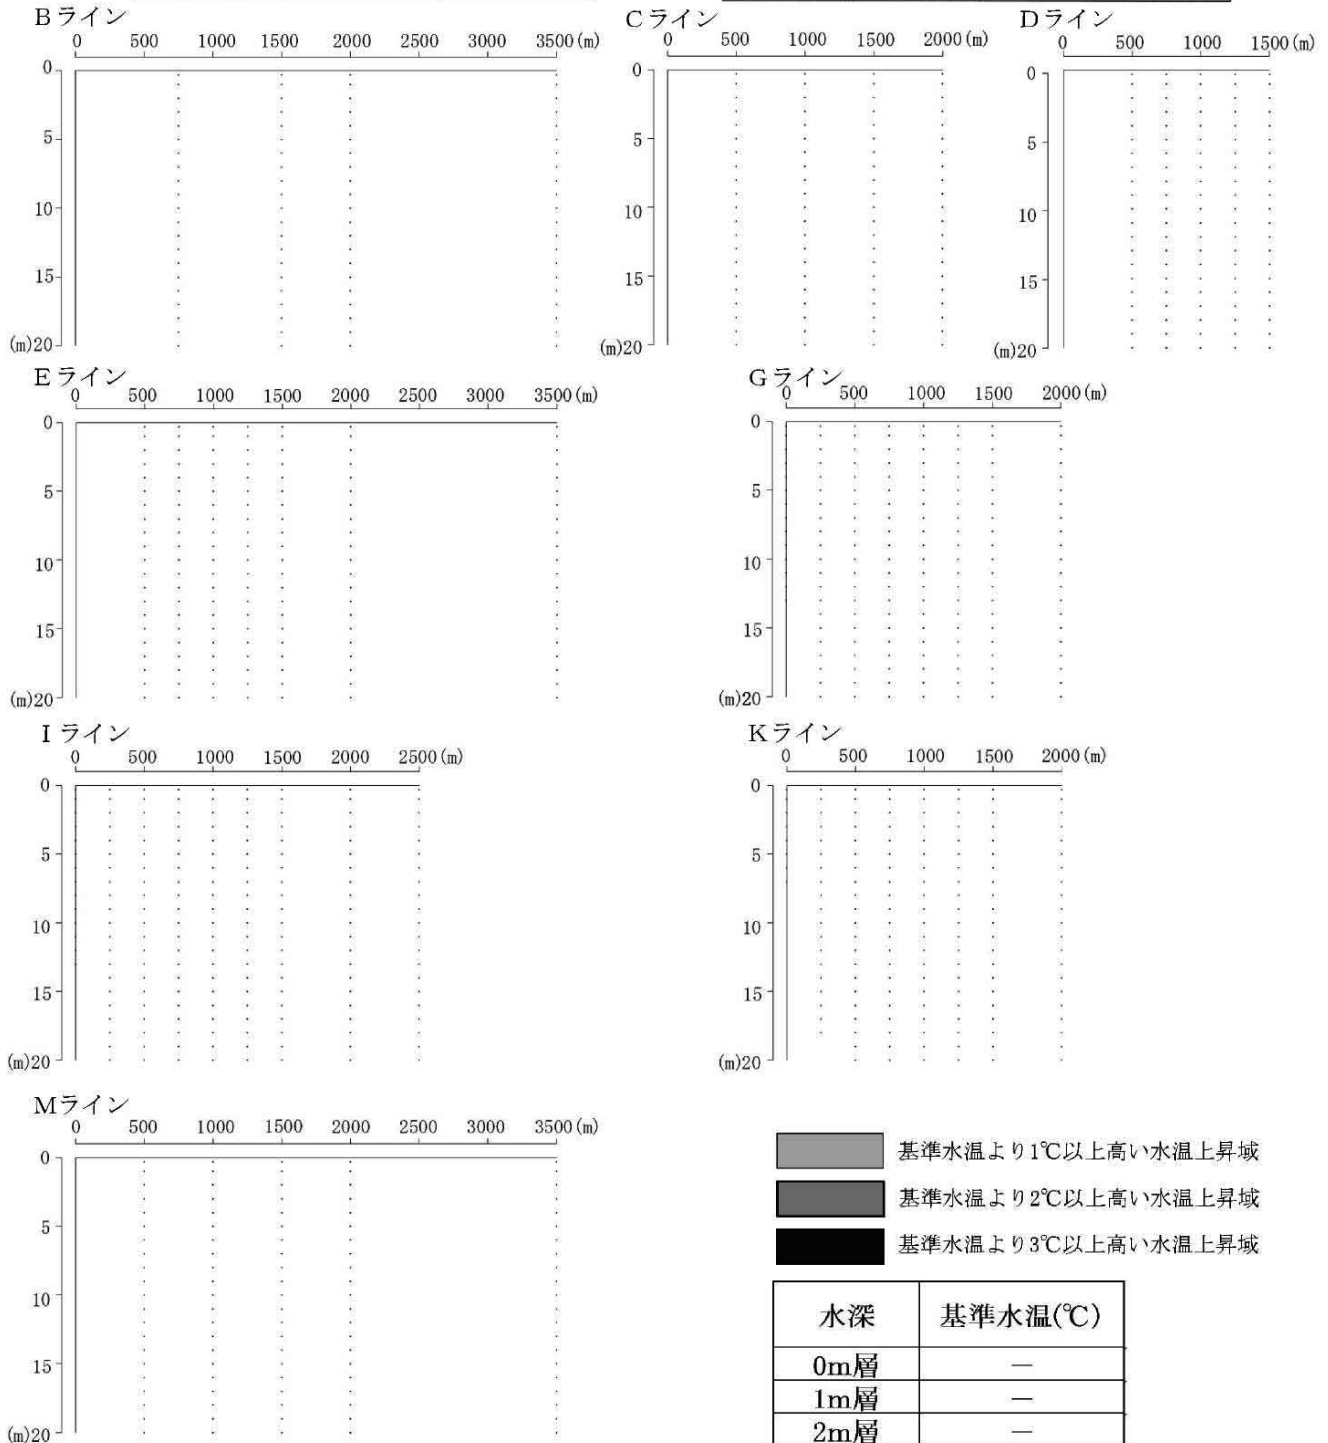 Bライン
0 500 1000 1500 2000 2500 3000 3500(m)
0
5
10
15
(m)20
Cライン
0 500 1000 1500 2000(m)
0
5
10
15
(m)20
Dライン
0 500 1000 1500(m)
0
5
10
15
(m)20
Eライン
0 500 1000 1500 2000 2500 3000 3500(m)
0
5
10
15
(m)20
Gライン
0 500 1000 1500 2000(m)
0
5
10
15
(m)20
Iライン
0 500 1000 1500 2000 2500(m)
0
5
10
15
(m)20
Kライン
0 500 1000 1500 2000(m)
0
5
10
15
(m)20
Mライン
0 500 1000 1500 2000 2500 3000 3500(m)
0
5
10
15
(m)20
基準水温より1℃以上高い水温上昇域
基準水温より2℃以上高い水温上昇域
基準水温より3℃以上高い水温上昇域
水深 基準水温(℃)
0m層 —
1m層 —
2m層 —